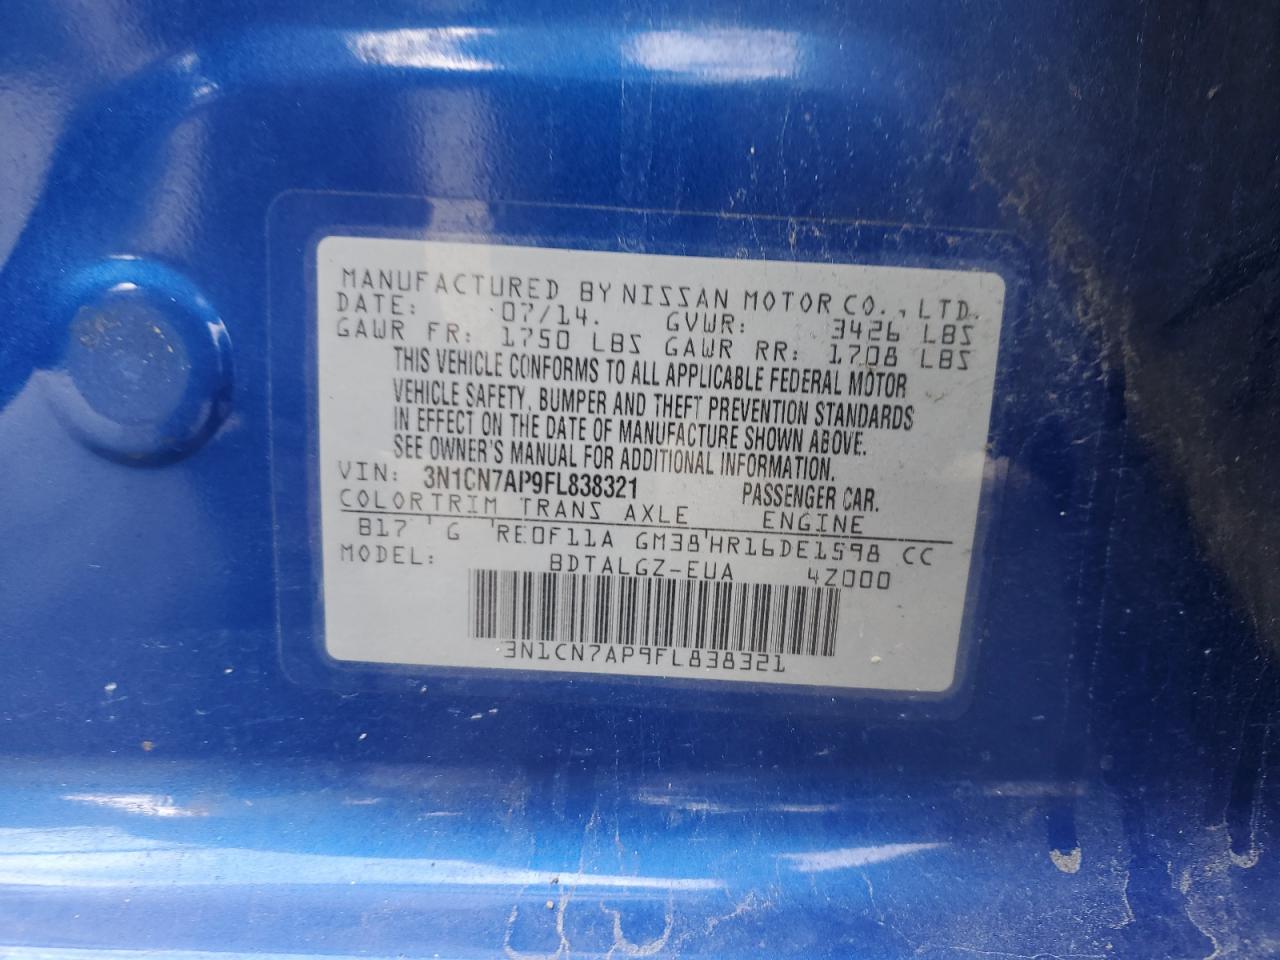 MANUFACTURED BY NISSAN MOTOR CO., LTD.
DATE: 07/14. GVWR: 3426 LBS
GAWR FR: 1750 LBS GAWR RR: 1708 LBS
THIS VEHICLE CONFORMS TO ALL APPLICABLE FEDERAL MOTOR
VEHICLE SAFETY, BUMPER AND THEFT PREVENTION STANDARDS
IN EFFECT ON THE DATE OF MANUFACTURE SHOWN ABOVE.
SEE OWNER'S MANUAL FOR ADDITIONAL INFORMATION.
VIN: 3N1CN7AP9FL838321 PASSENGER CAR.
COLOR TRIM TRANS AXLE ENGINE
B17 G RE0F11A GM38 HR16DE1598 CC
MODEL: BDTALGZ-EUA 4Z000
3N1CN7AP9FL838321